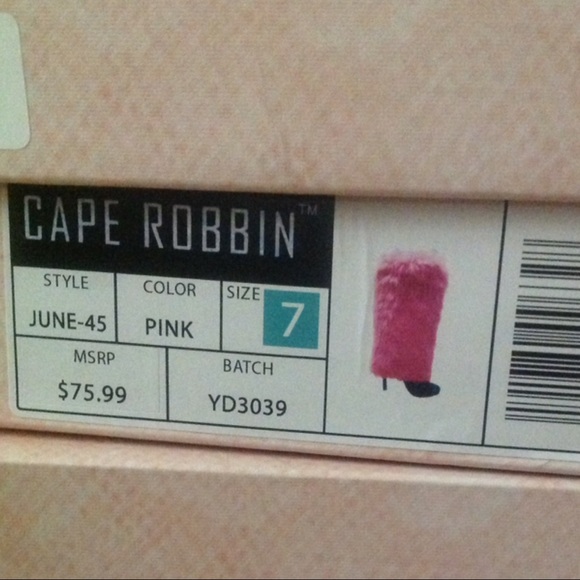 CAPE ROBBIN™
STYLE COLOR SIZE 7
JUNE-45 PINK
MSRP BATCH
$75.99 YD3039